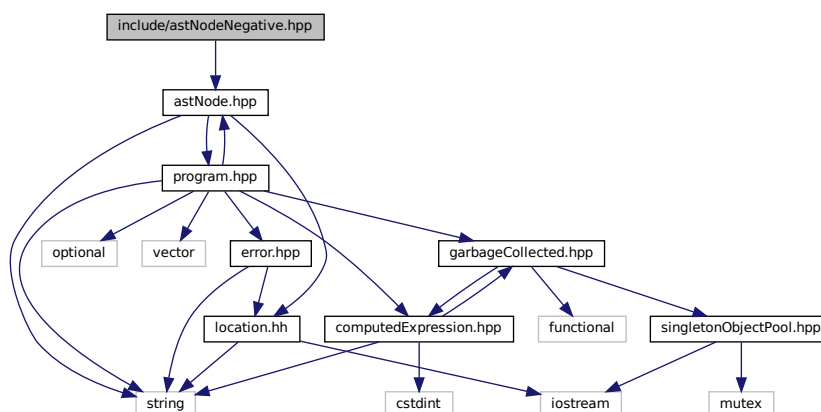 include/astNodeNegative.hpp
astNode.hpp
program.hpp
optional
vector
error.hpp
garbageCollected.hpp
location.hh
computedExpression.hpp
functional
singletonObjectPool.hpp
string
cstdint
iostream
mutex